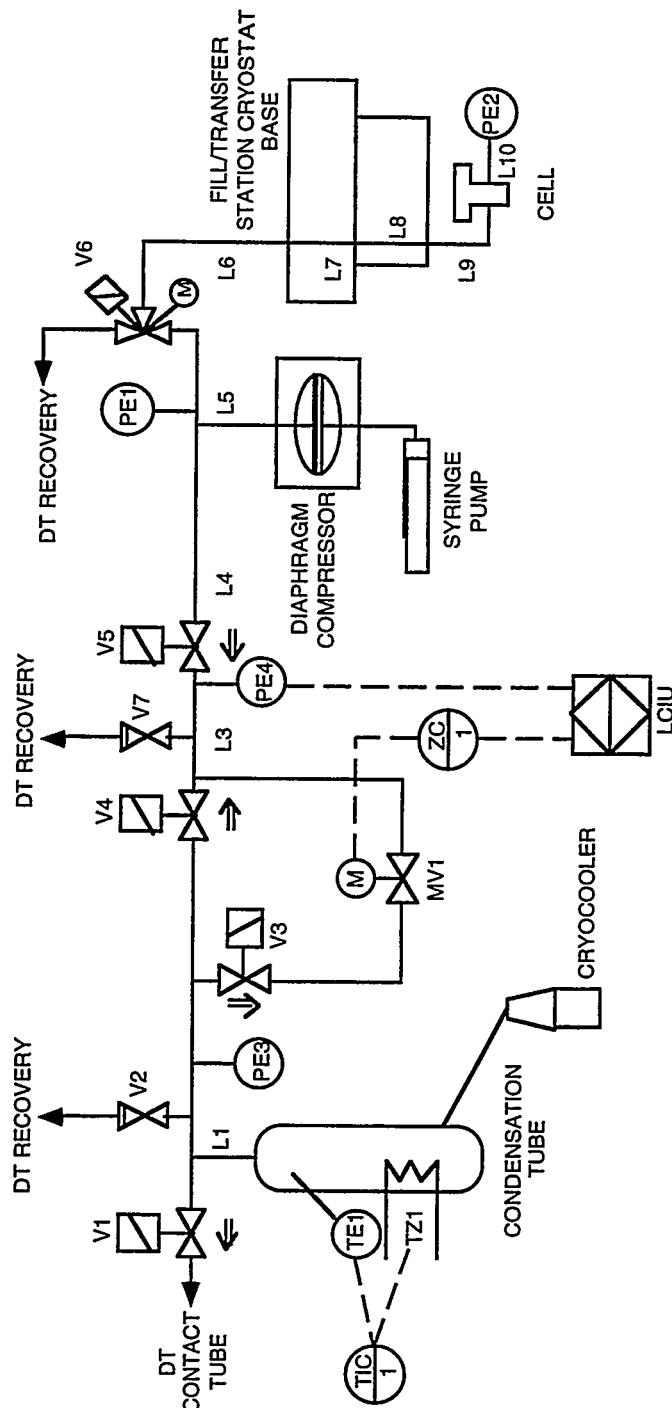 DT RECOVERY
DT RECOVERY
DT RECOVERY
V6
FILL/TRANSFER
STATION CRYOSTAT
BASE
PE1
M
L6
V1
V2
V4
V7
V5
L1
L3
L4
L5
L7
L8
DT
CONTACT
TUBE
PE3
V3
PE4
DIAPHRAGM
COMPRESSOR
L9
PE2
L10
CELL
TE1
TZ1
TIC
1
M
MV1
ZC
1
SYRINGE
PUMP
CONDENSATION
TUBE
CRYOCOOLER
LCIU